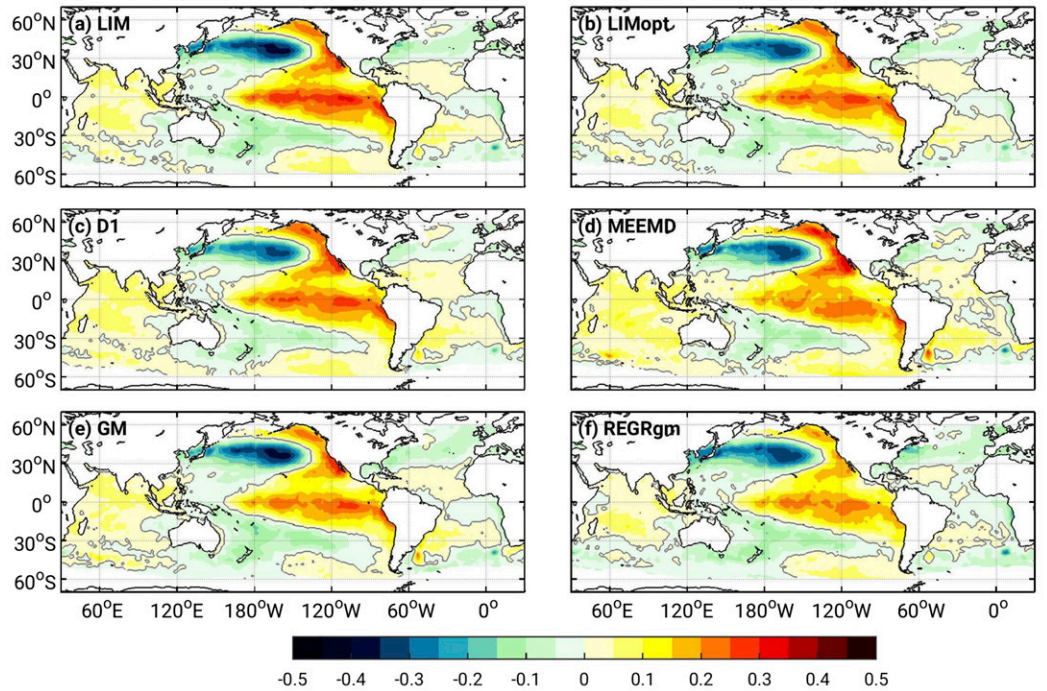 60°N (a) LIM (b) LIMopt
30°N
0°
30°S
60°S
60°N (c) D1 (d) MEEMD
30°N
0°
30°S
60°S
60°N (e) GM (f) REGRgm
30°N
0°
30°S
60°S
60°E 120°E 180°W 120°W 60°W 0° 60°E 120°E 180°W 120°W 60°W 0°
-0.5 -0.4 -0.3 -0.2 -0.1 0 0.1 0.2 0.3 0.4 0.5